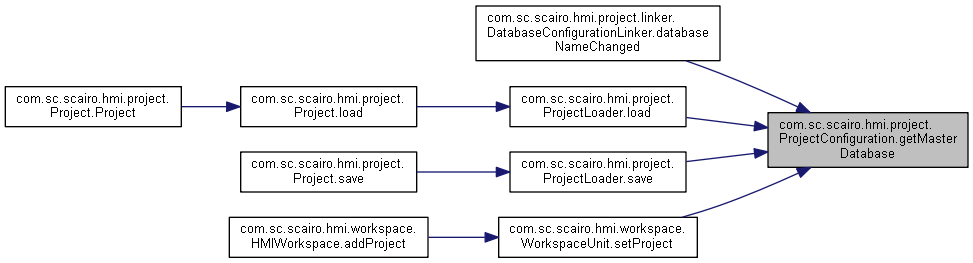 com.sc.scairo.hmi.project.linker.
DatabaseConfigurationLinker.database
NameChanged
com.sc.scairo.hmi.project.
Project.Project
com.sc.scairo.hmi.project.
Project.load
com.sc.scairo.hmi.project.
ProjectLoader.load
com.sc.scairo.hmi.project.
ProjectConfiguration.getMaster
Database
com.sc.scairo.hmi.project.
Project.save
com.sc.scairo.hmi.project.
ProjectLoader.save
com.sc.scairo.hmi.workspace.
HMIWorkspace.addProject
com.sc.scairo.hmi.workspace.
WorkspaceUnit.setProject